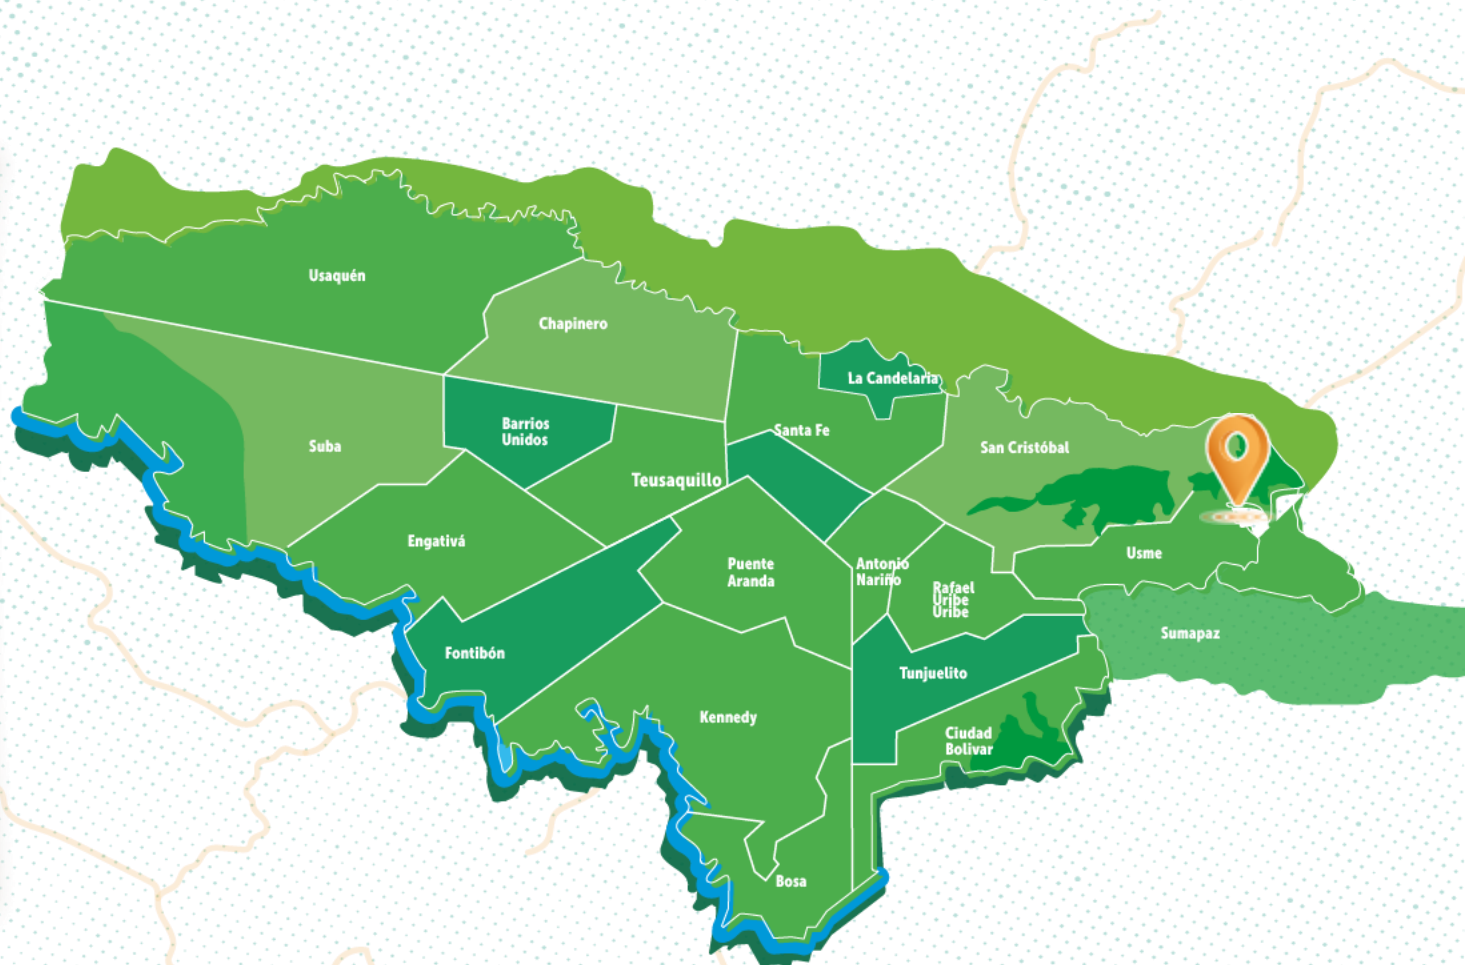 Usaquén
Chapinero
La Candelaria
Barrios
Unidos
Santa Fe
Suba
San Cristóbal
Teusaquillo
Engativá
Usme
Puente
Aranda
Antonio
Nariño
Rafael
Uribe
Uribe
Sumapaz
Fontibón
Tunjuelito
Kennedy
Ciudad
Bolivar
Bosa